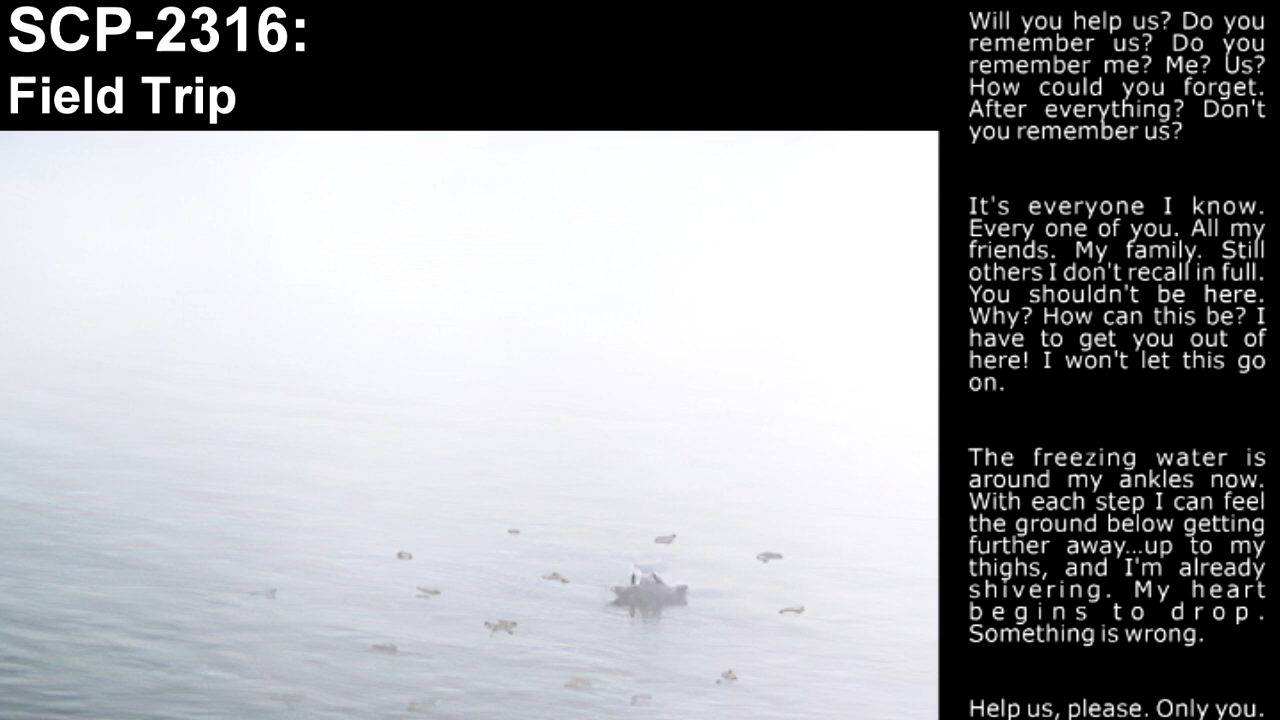 SCP-2316:
Field Trip
Will you help us? Do you
remember us? Do you
remember me? Me? Us?
How could you forget.
After everything? Don't
you remember us?
It's everyone I know.
Every one of you. All my
friends. My family. Still
others I don't recall in full.
You shouldn't be here.
Why? How can this be? I
have to get you out of
here! I won't let this go
on.
The freezing water is
around my ankles now.
With each step I can feel
the ground below getting
further away...up to my
thighs, and I'm already
shivering. My heart
begins to drop.
Something is wrong.
Help us, please. Only you.